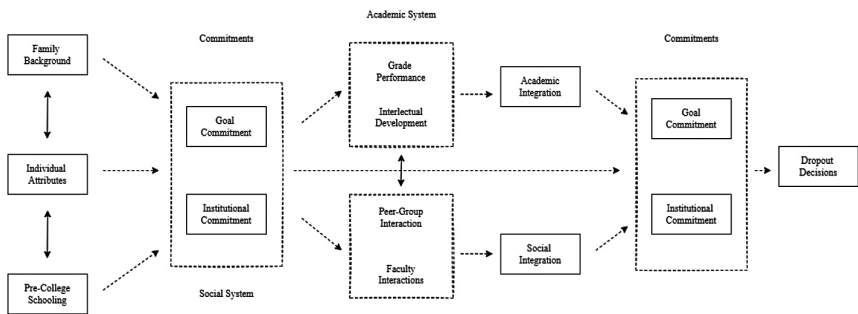 Academic System
Commitments
Commitments
Family
Background
Grade
Performance
Academic
Integration
Interlectual
Development
Goal
Commitment
Goal
Commitment
Individual
Attributes
Dropout
Decisions
Institutional
Commitment
Peer-Group
Interaction
Institutional
Commitment
Social
Integration
Faculty
Interactions
Pre-College
Schooling
Social System